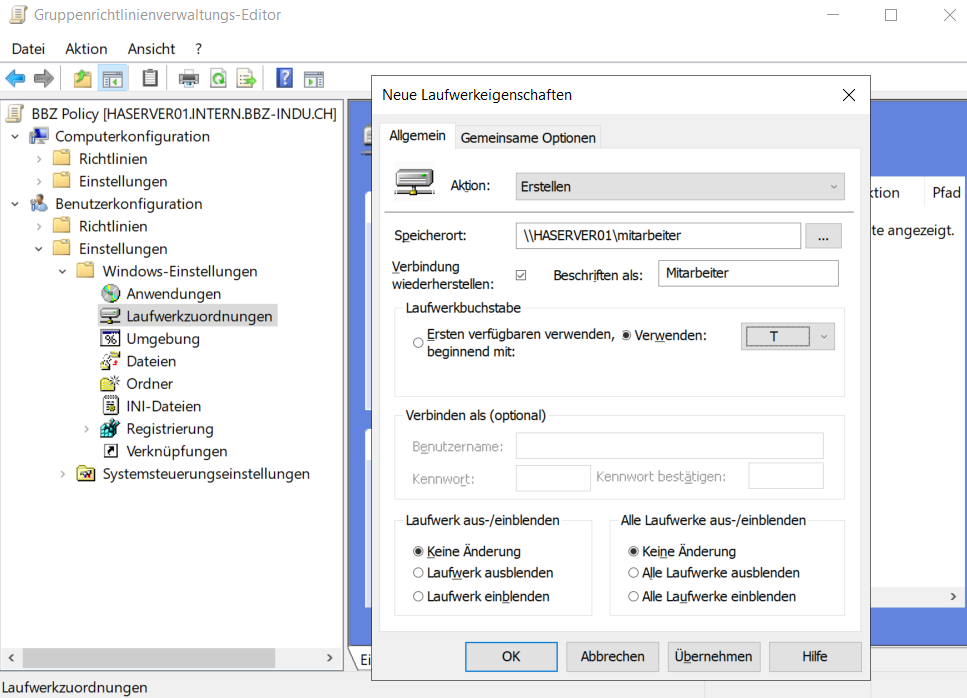 Gruppenrichtlinienverwaltungs-Editor
Datei Aktion Ansicht ?
BBZ Policy [HASERVER01.INTERN.BBZ-INDU.CH]
Computerkonfiguration
Richtlinien
Einstellungen
Benutzerkonfiguration
Richtlinien
Einstellungen
Windows-Einstellungen
Anwendungen
Laufwerkzuordnungen
Umgebung
Dateien
Ordner
INI-Dateien
Registrierung
Verknüpfungen
Systemsteuerungseinstellungen
Laufwerkzuordnungen
Neue Laufwerkeigenschaften
Allgemein Gemeinsame Optionen
Aktion: Erstellen
Speicherort: \\HASERVER01\mitarbeiter ...
Verbindung
wiederherstellen: Beschriften als: Mitarbeiter
Laufwerkbuchstabe
Ersten verfügbaren verwenden, Verwenden: T
beginnend mit:
Verbinden als (optional)
Benutzername:
Kennwort: Kennwort bestätigen:
Laufwerk aus-/einblenden Alle Laufwerke aus-/einblenden
Keine Änderung Keine Änderung
Laufwerk ausblenden Alle Laufwerke ausblenden
Laufwerk einblenden Alle Laufwerke einblenden
OK Abbrechen Übernehmen Hilfe
ktion Pfad
te angezeigt.
Ei